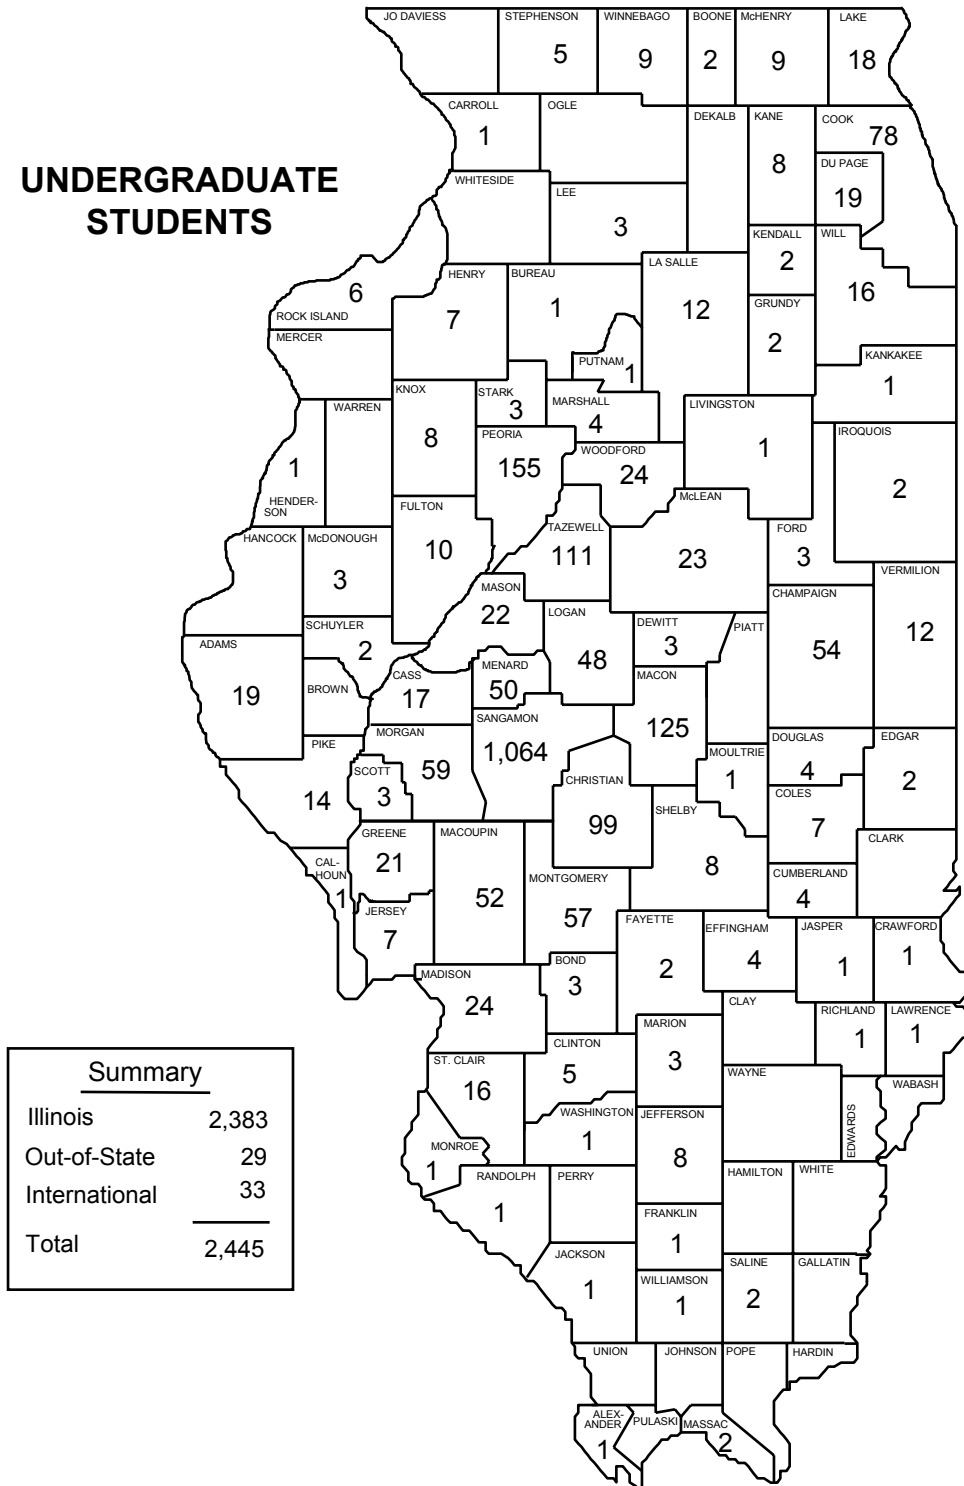 JO DAVIESS
STEPHENSON
5
WINNEBAGO
9
BOONE
2
McHENRY
9
LAKE
18
CARROLL
1
OGLE
DEKALB
KANE
8
COOK
78
DU PAGE
19
UNDERGRADUATE
STUDENTS
WHITESIDE
LEE
3
KENDALL
2
WILL
16
6
ROCK ISLAND
HENRY
7
BUREAU
1
LA SALLE
12
GRUNDY
2
MERCER
PUTNAM
1
KANKAKEE
1
KNOX
8
STARK
3
MARSHALL
4
LIVINGSTON
1
WARREN
1
HENDER-
SON
PEORIA
155
WOODFORD
24
IROQUOIS
2
FULTON
10
McLEAN
23
HANCOCK
McDONOUGH
3
TAZEWELL
111
FORD
3
VERMILION
12
MASON
22
CHAMPAIGN
54
LOGAN
48
DEWITT
3
PIATT
SCHUYLER
2
ADAMS
19
BROWN
CASS
17
MENARD
50
MACON
125
SANGAMON
1,064
PIKE
14
MORGAN
59
SCOTT
3
CHRISTIAN
99
MOULTRIE
1
DOUGLAS
4
EDGAR
2
COLES
7
SHELBY
8
GREENE
21
MACOUPIN
52
CLARK
CAL-
HOUN
1
MONTGOMERY
57
CUMBERLAND
4
JERSEY
7
FAYETTE
2
EFFINGHAM
4
JASPER
1
CRAWFORD
1
BOND
3
MADISON
24
CLAY
RICHLAND
1
LAWRENCE
1
MARION
3
CLINTON
5
ST. CLAIR
16
WAYNE
WABASH
EDWARDS
WASHINGTON
1
JEFFERSON
8
MONROE
1
RANDOLPH
1
PERRY
HAMILTON
WHITE
FRANKLIN
1
JACKSON
1
WILLIAMSON
1
SALINE
2
GALLATIN
UNION
JOHNSON
POPE
HARDIN
ALEX-
ANDER
1
PULASKI
MASSAC
2
Summary
Illinois 2,383
Out-of-State 29
International 33
Total 2,445